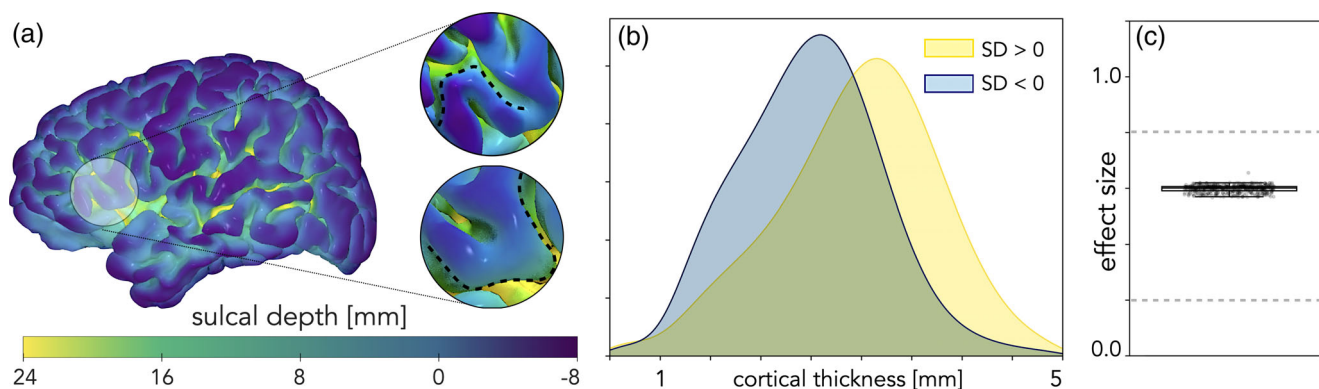 (a)
sulcal depth [mm]
24 16 8 0 -8
(b)
SD > 0
SD < 0
1 cortical thickness [mm] 5
(c)
1.0
effect size
0.0